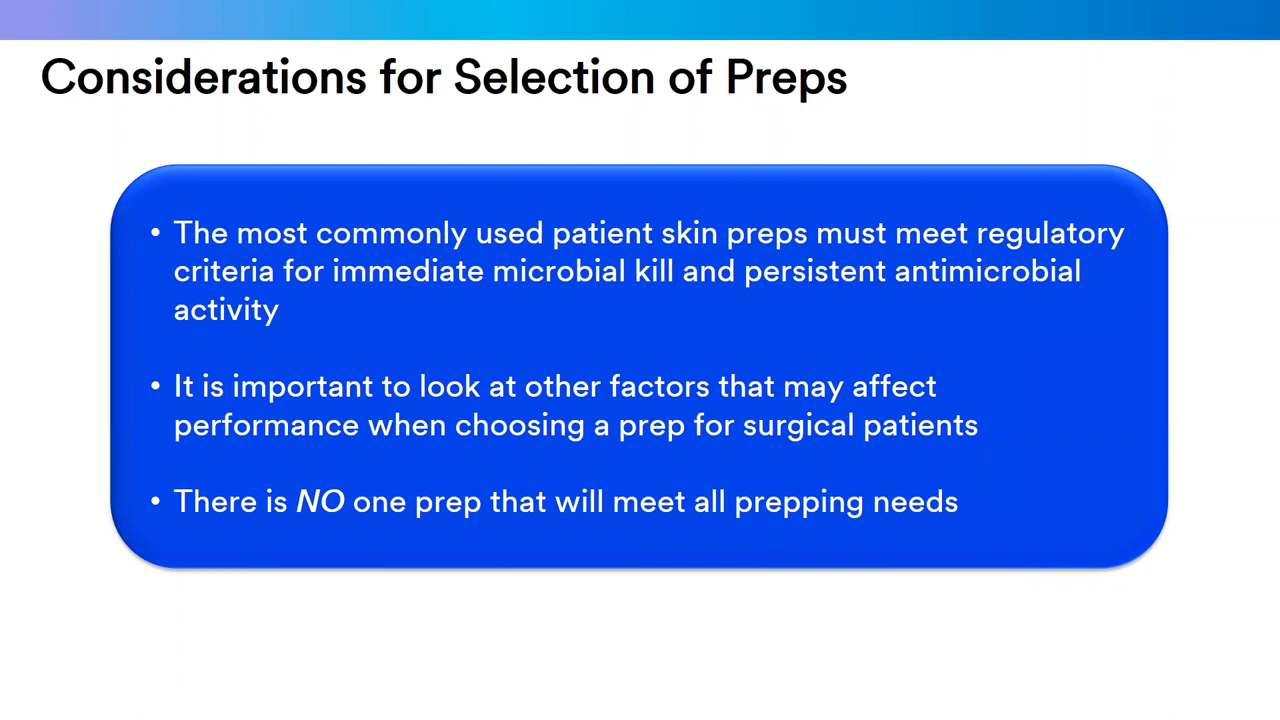 Considerations for Selection of Preps
• The most commonly used patient skin preps must meet regulatory
criteria for immediate microbial kill and persistent antimicrobial
activity
• It is important to look at other factors that may affect
performance when choosing a prep for surgical patients
• There is NO one prep that will meet all prepping needs